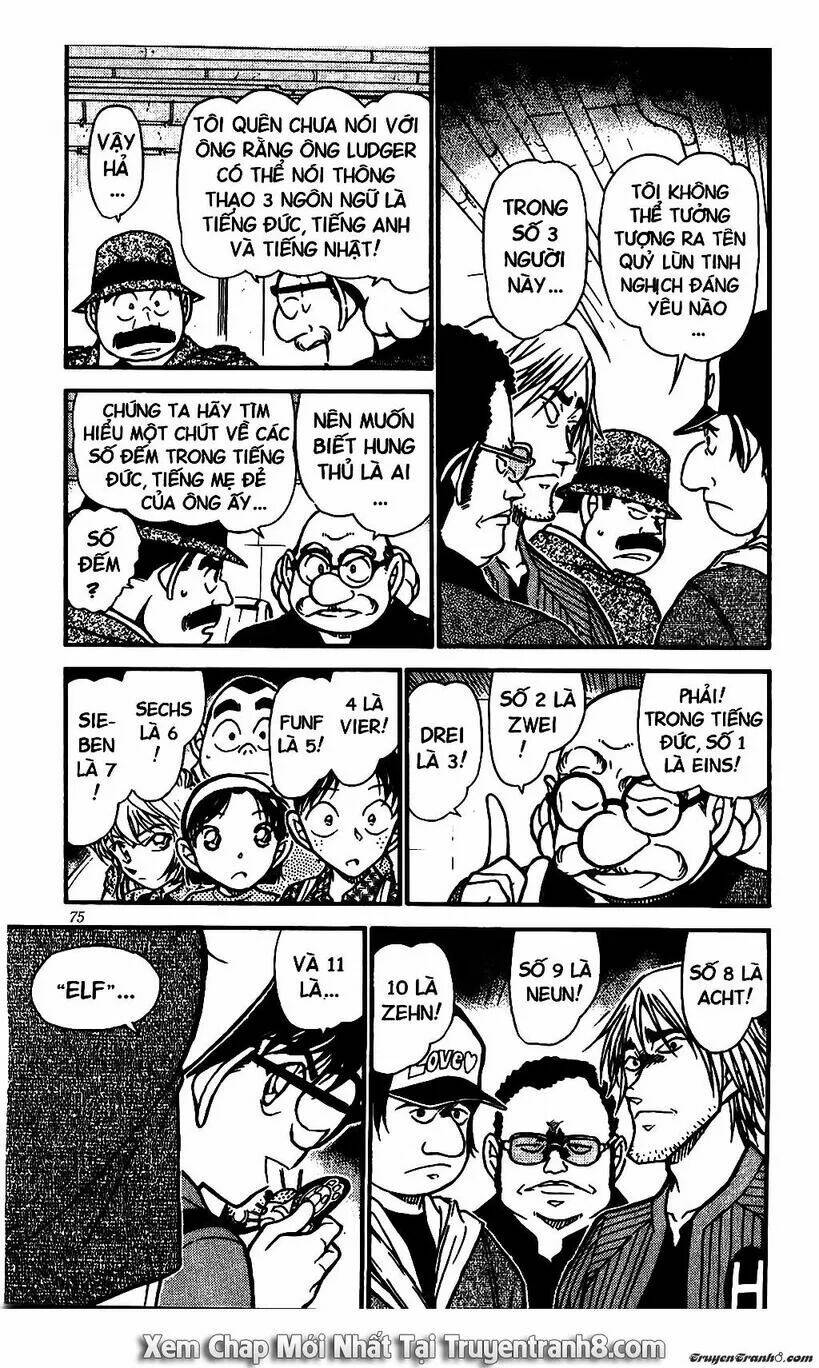 TÔI KHÔNG
THỂ TƯỞNG
TƯỢNG RA TÊN
QUỶ LÙN TINH
NGHỊCH ĐÁNG
YÊU NÀO
...
TRONG
SỐ 3
NGƯỜI
NÀY...
TÔI QUÊN CHƯA NÓI VỚI
ÔNG RẰNG ÔNG LUDGER
CÓ THỂ NÓI THÔNG
THẠO 3 NGÔN NGỮ LÀ
TIẾNG ĐỨC, TIẾNG ANH
VÀ TIẾNG NHẬT!
VẬY
HẢ
...
NÊN MUỐN
BIẾT HUNG
THỦ LÀ AI
...
CHÚNG TA HÃY TÌM
HIỂU MỘT CHÚT VỀ CÁC
SỐ ĐẾM TRONG TIẾNG
ĐỨC, TIẾNG MẸ ĐẺ
CỦA ÔNG ẤY...
SỐ
ĐẾM
?
PHẢI!
TRONG TIẾNG
ĐỨC, SỐ 1
LÀ EINS!
SỐ 2 LÀ
ZWEI
!
DREI
LÀ 3!
4 LÀ
VIER!
FUNF
LÀ 5!
SECHS
LÀ 6
!
SIE-
BEN
LÀ 7
!
75
SỐ 8 LÀ
ACHT!
SỐ 9 LÀ
NEUN!
10 LÀ
ZEHN!
LOVE♥
H
VÀ 11
LÀ...
"ELF"...
Xem Chap Mới Nhất Tại Truyentranh8.com
TruyenTranh8.com